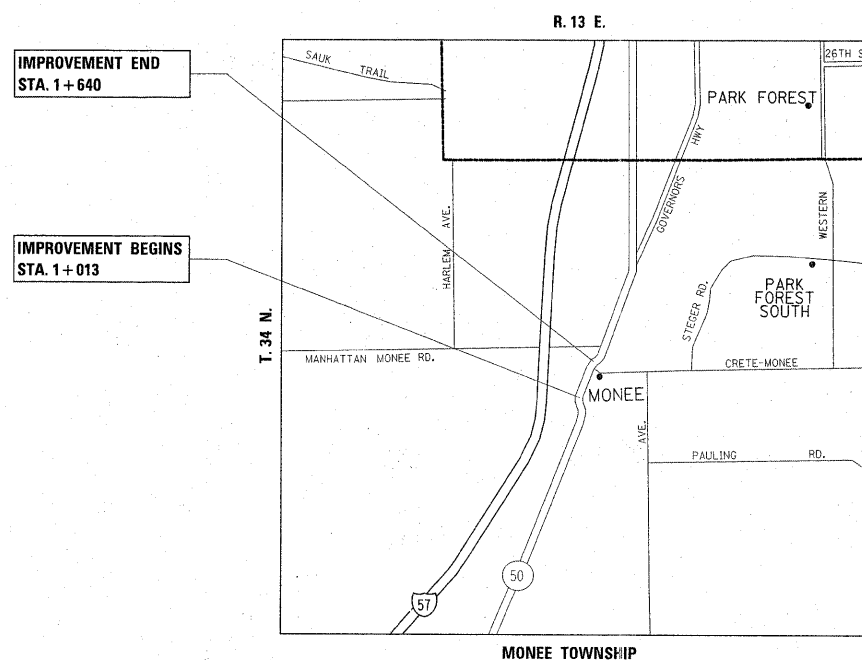 R. 13 E.
IMPROVEMENT END
STA. 1+640
SAUK TRAIL
26TH S
PARK FOREST
GOVERNORS HWY
WESTERN
HARLEM AVE.
IMPROVEMENT BEGINS
STA. 1+013
T. 34 N.
STEGER RD.
PARK
FOREST
SOUTH
MANHATTAN MONEE RD.
CRETE-MONEE
MONEE
AVE.
PAULING RD.
50
57
MONEE TOWNSHIP